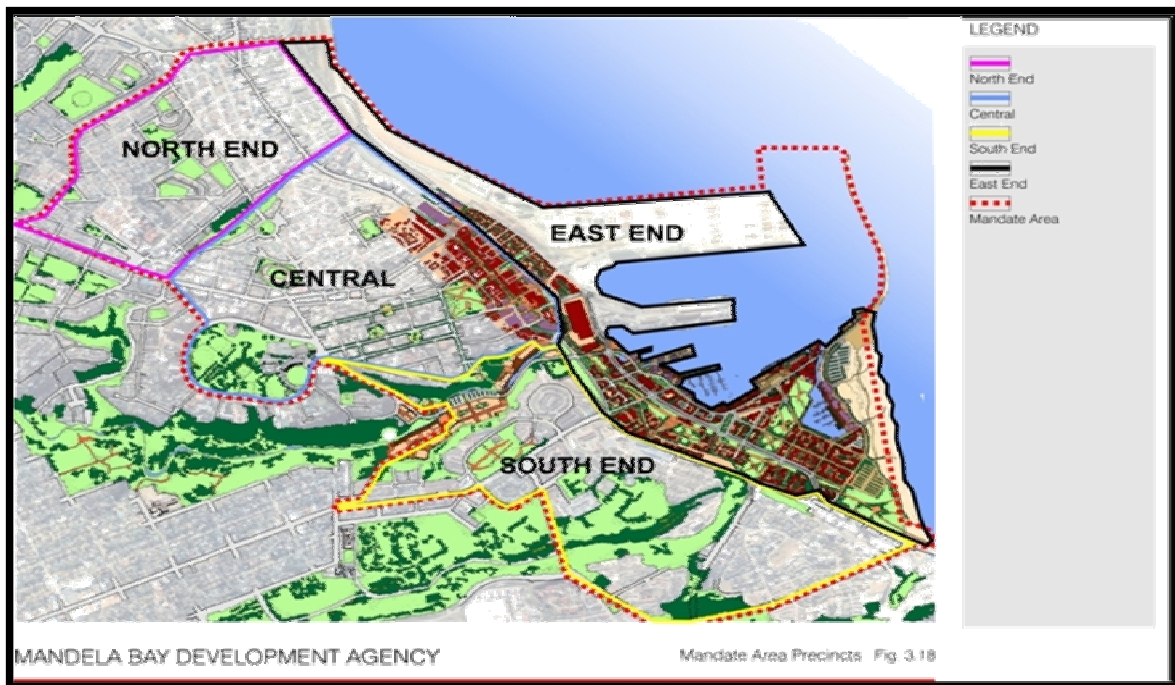 LEGEND
North End
Central
South End
East End
Mandate Area
NORTH END
EAST END
CENTRAL
SOUTH END
MANDELA BAY DEVELOPMENT AGENCY
Mandate Area Precincts Fig 3.18